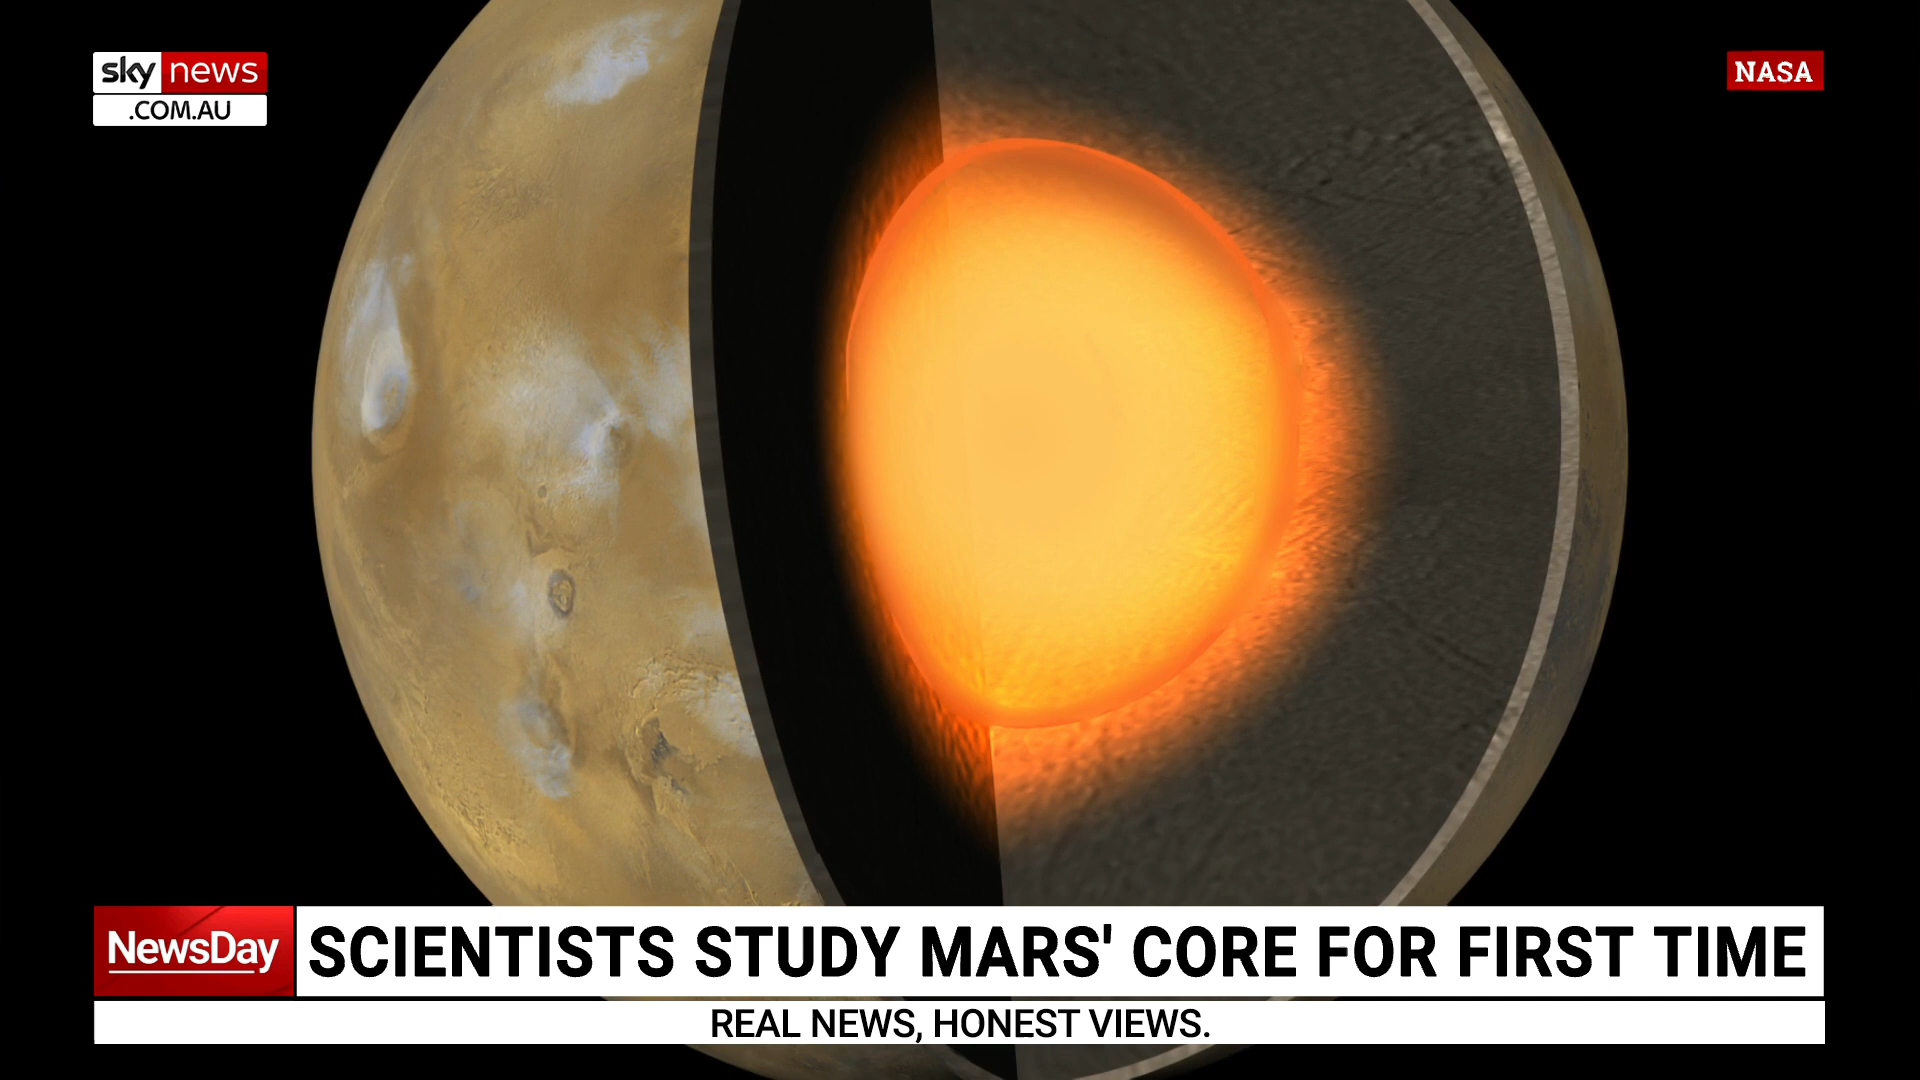 sky news
.COM.AU
NASA
NewsDay
SCIENTISTS STUDY MARS' CORE FOR FIRST TIME
REAL NEWS, HONEST VIEWS.